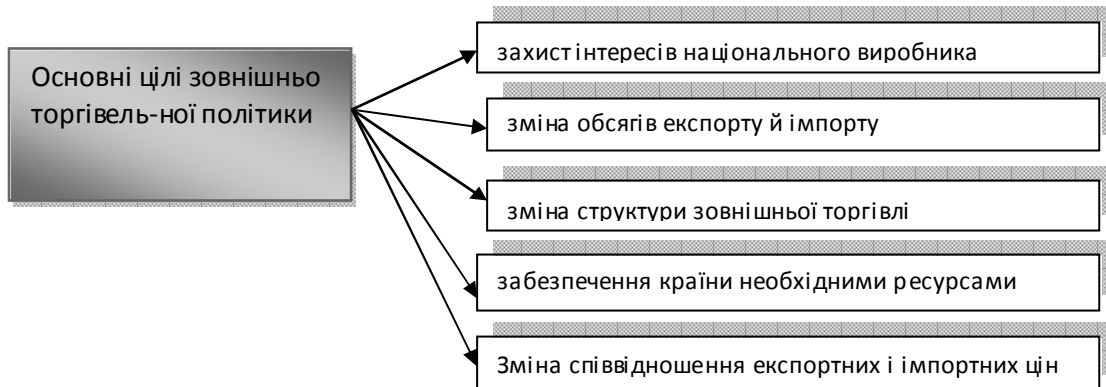 Основні цілі зовнішньо
торгівель-ної політики
захист інтересів національного виробника
зміна обсягів експорту й імпорту
зміна структури зовнішньої торгівлі
забезпечення країни необхідними ресурсами
Зміна співвідношення експортних і імпортних цін